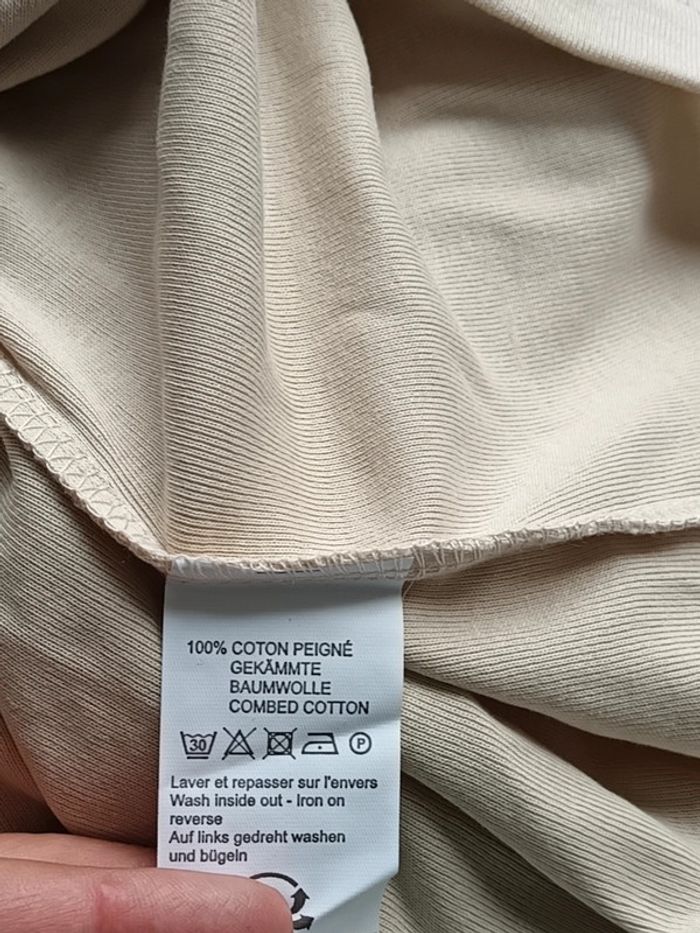 100% COTON PEIGNÉ
GEKÄMMTE
BAUMWOLLE
COMBED COTTON
30 P
Laver et repasser sur l'envers
Wash inside out - Iron on
reverse
Auf links gedreht washen
und bügeln